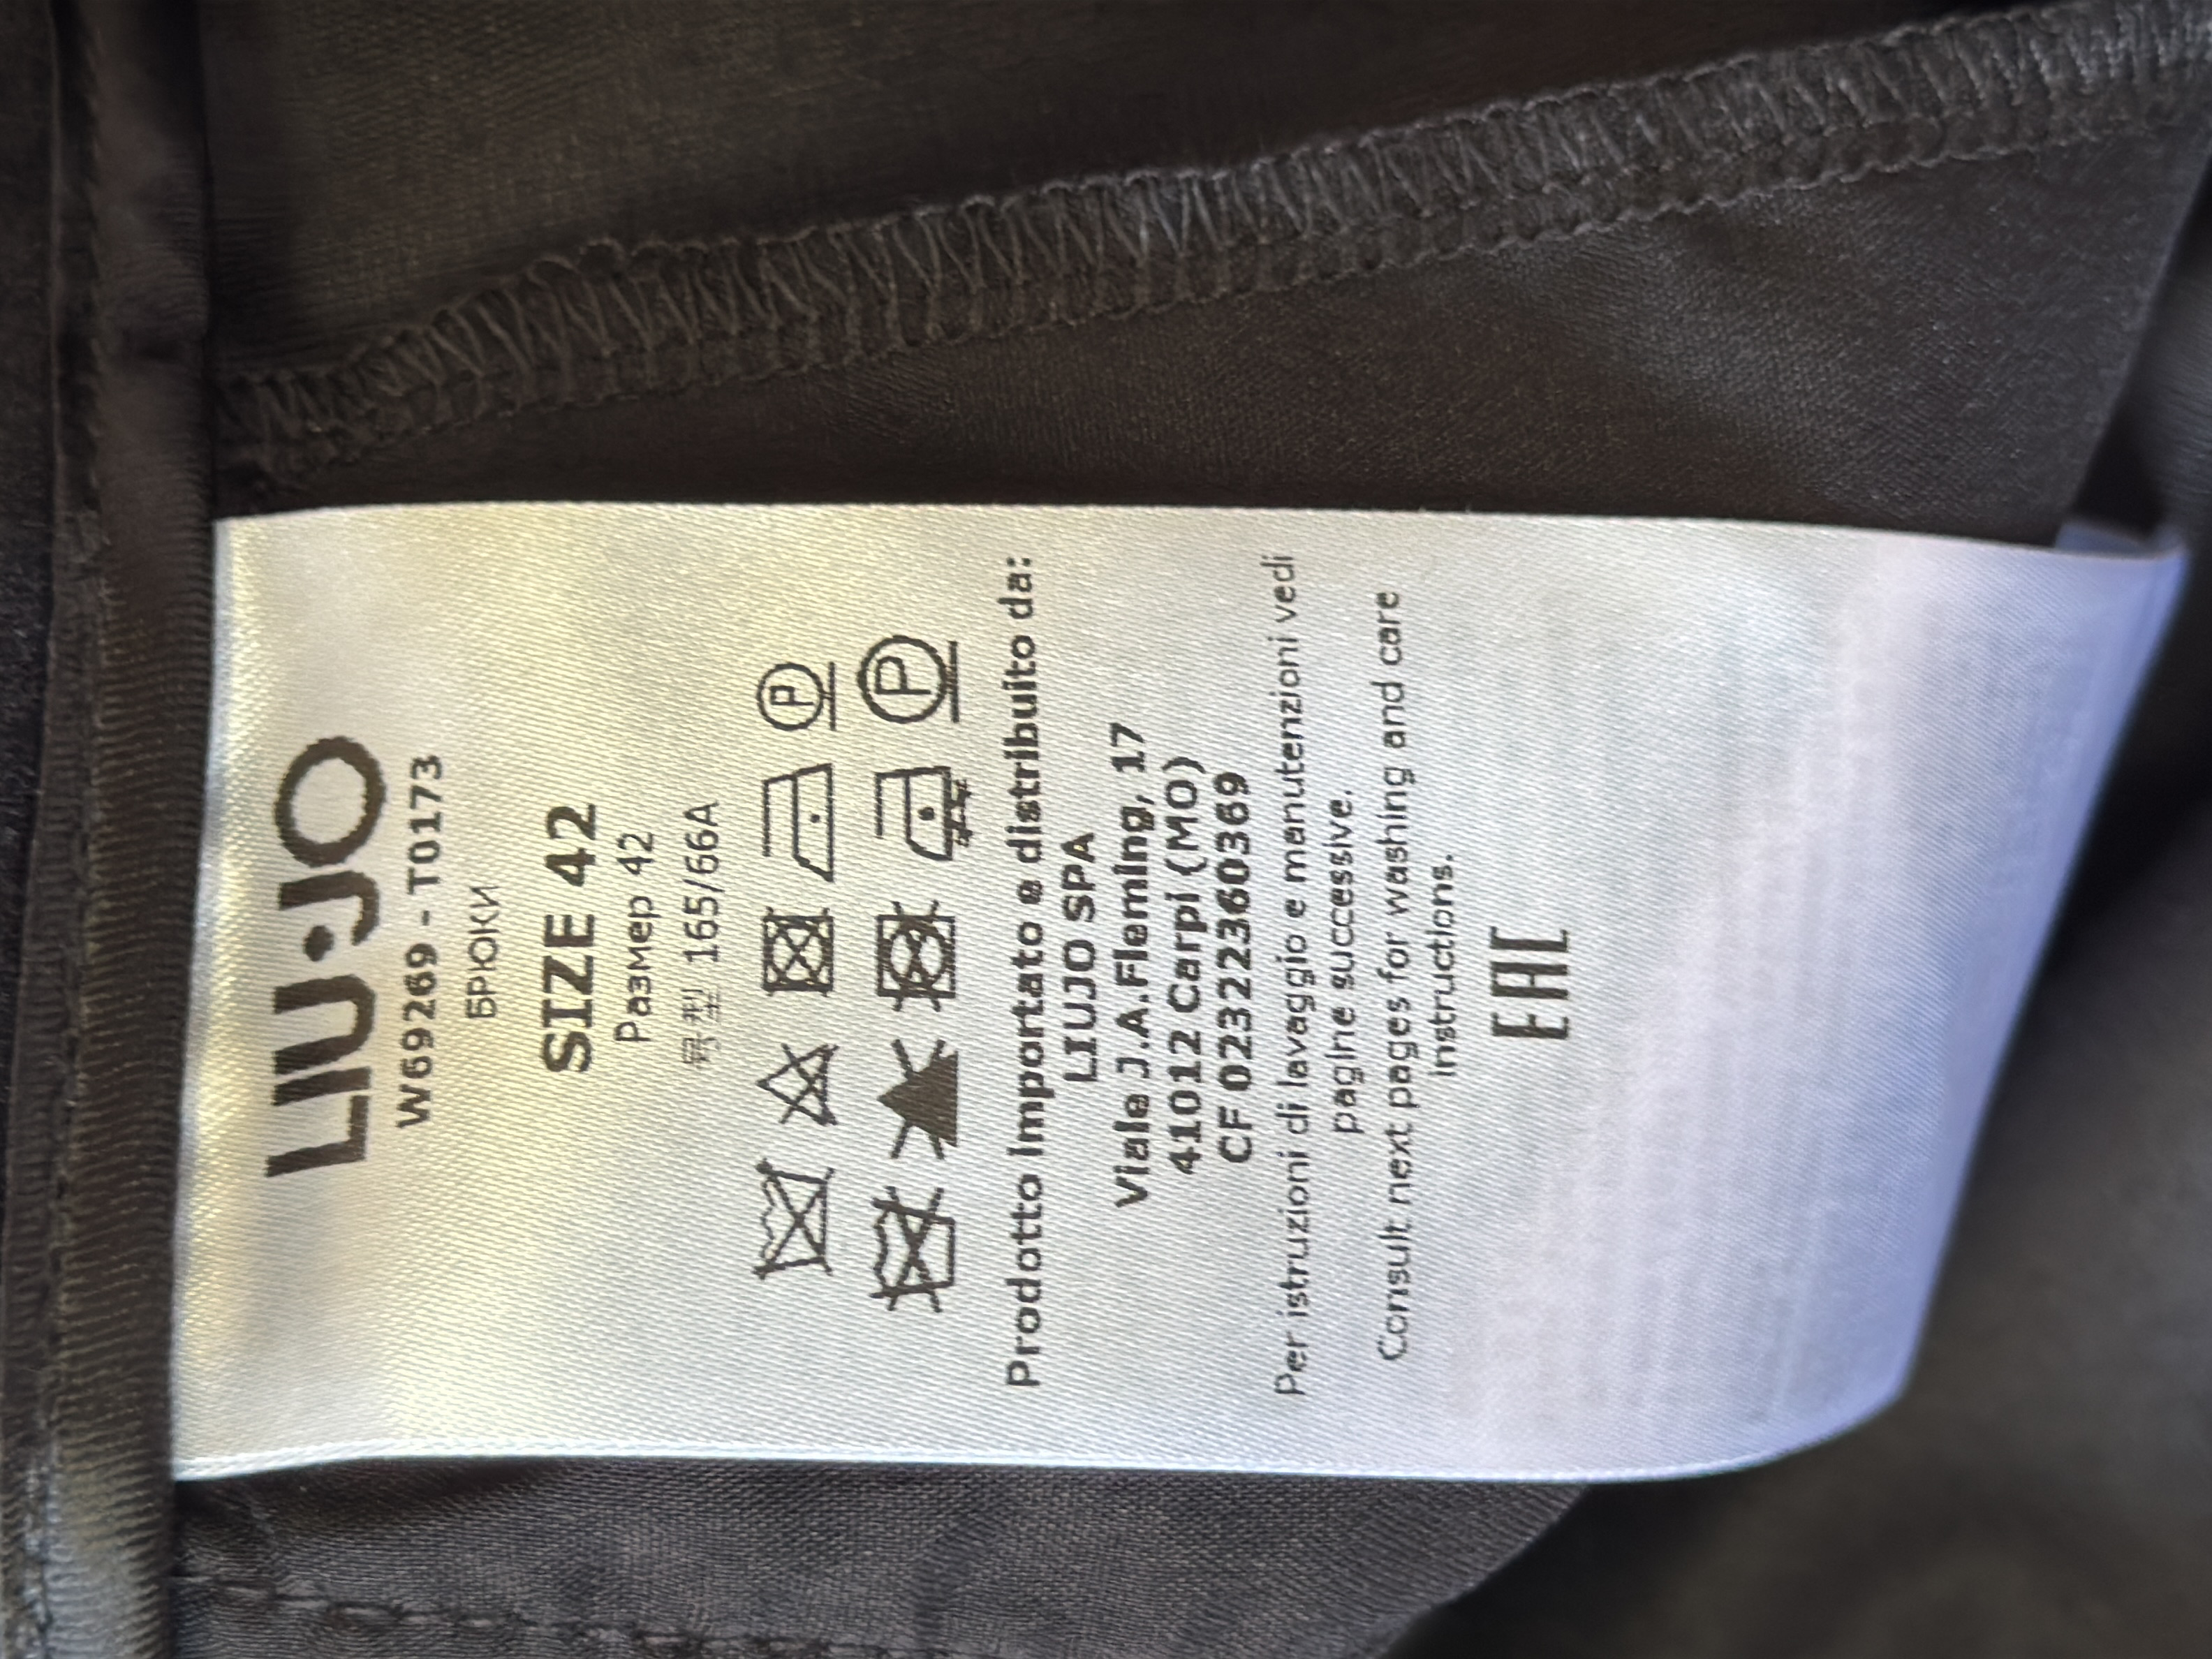 LIU·JO
W69269 - T0173
БРЮКИ
SIZE 42
Размер 42
号型 165/66A
P
P
Prodotto importato e distribuito da:
LIUJO SPA
Viale J.A.Fleming, 17
41012 Carpi (MO)
CF 02322360369
Per istruzioni di lavaggio e manutenzioni vedi
pagine successive.
Consult next pages for washing and care
instructions.
EAC